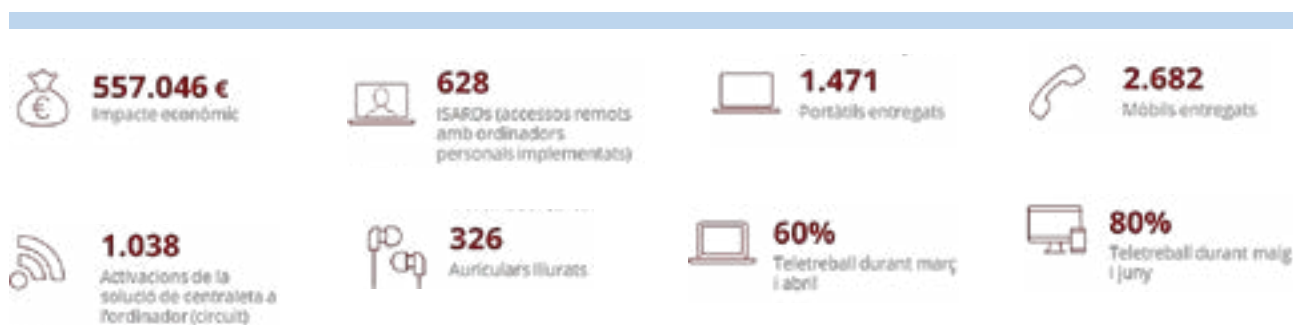 557.046 €
Impacte econòmic
628
ISARDs (accessos remots
amb ordinadors
personals implementats)
1.471
Portàtils entregats
2.682
Mòbils entregats
1.038
Activacions de la
solució de centraleta a
l'ordinador (circuit)
326
Auriculars lliurats
60%
Teletreball durant març
i abril
80%
Teletreball durant maig
i juny